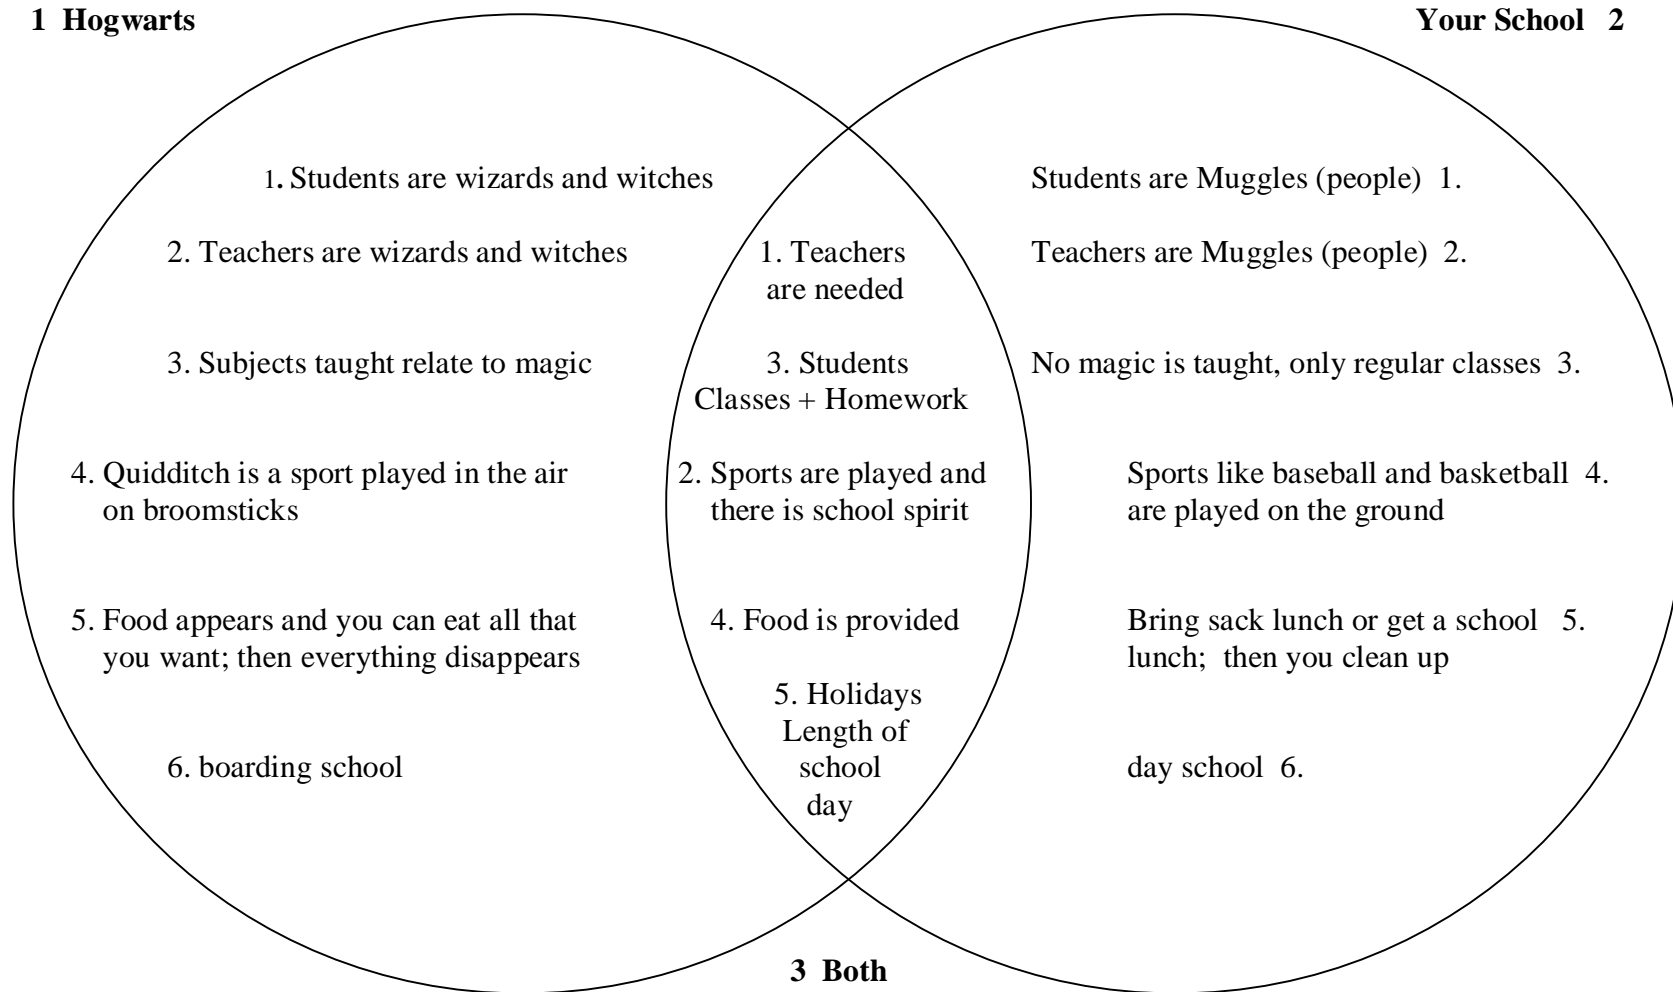 1 Hogwarts
Your School 2
1. Students are wizards and witches
Students are Muggles (people) 1.
2. Teachers are wizards and witches
1. Teachers
are needed
Teachers are Muggles (people) 2.
3. Subjects taught relate to magic
3. Students
Classes + Homework
No magic is taught, only regular classes 3.
4. Quidditch is a sport played in the air
on broomsticks
2. Sports are played and
there is school spirit
Sports like baseball and basketball 4.
are played on the ground
5. Food appears and you can eat all that
you want; then everything disappears
4. Food is provided
Bring sack lunch or get a school 5.
lunch; then you clean up
5. Holidays
Length of
school
day
6. boarding school
day school 6.
3 Both